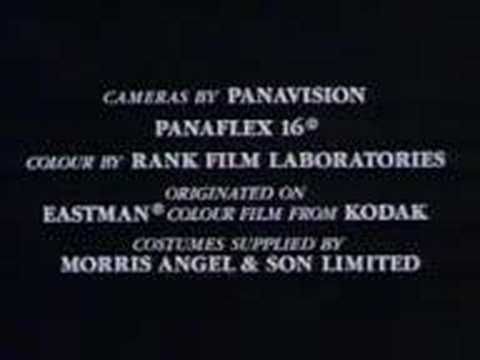 CAMERAS BY PANAVISION
PANAFLEX 16©
COLOUR BY RANK FILM LABORATORIES
ORIGINATED ON
EASTMAN® COLOUR FILM FROM KODAK
COSTUMES SUPPLIED BY
MORRIS ANGEL & SON LIMITED